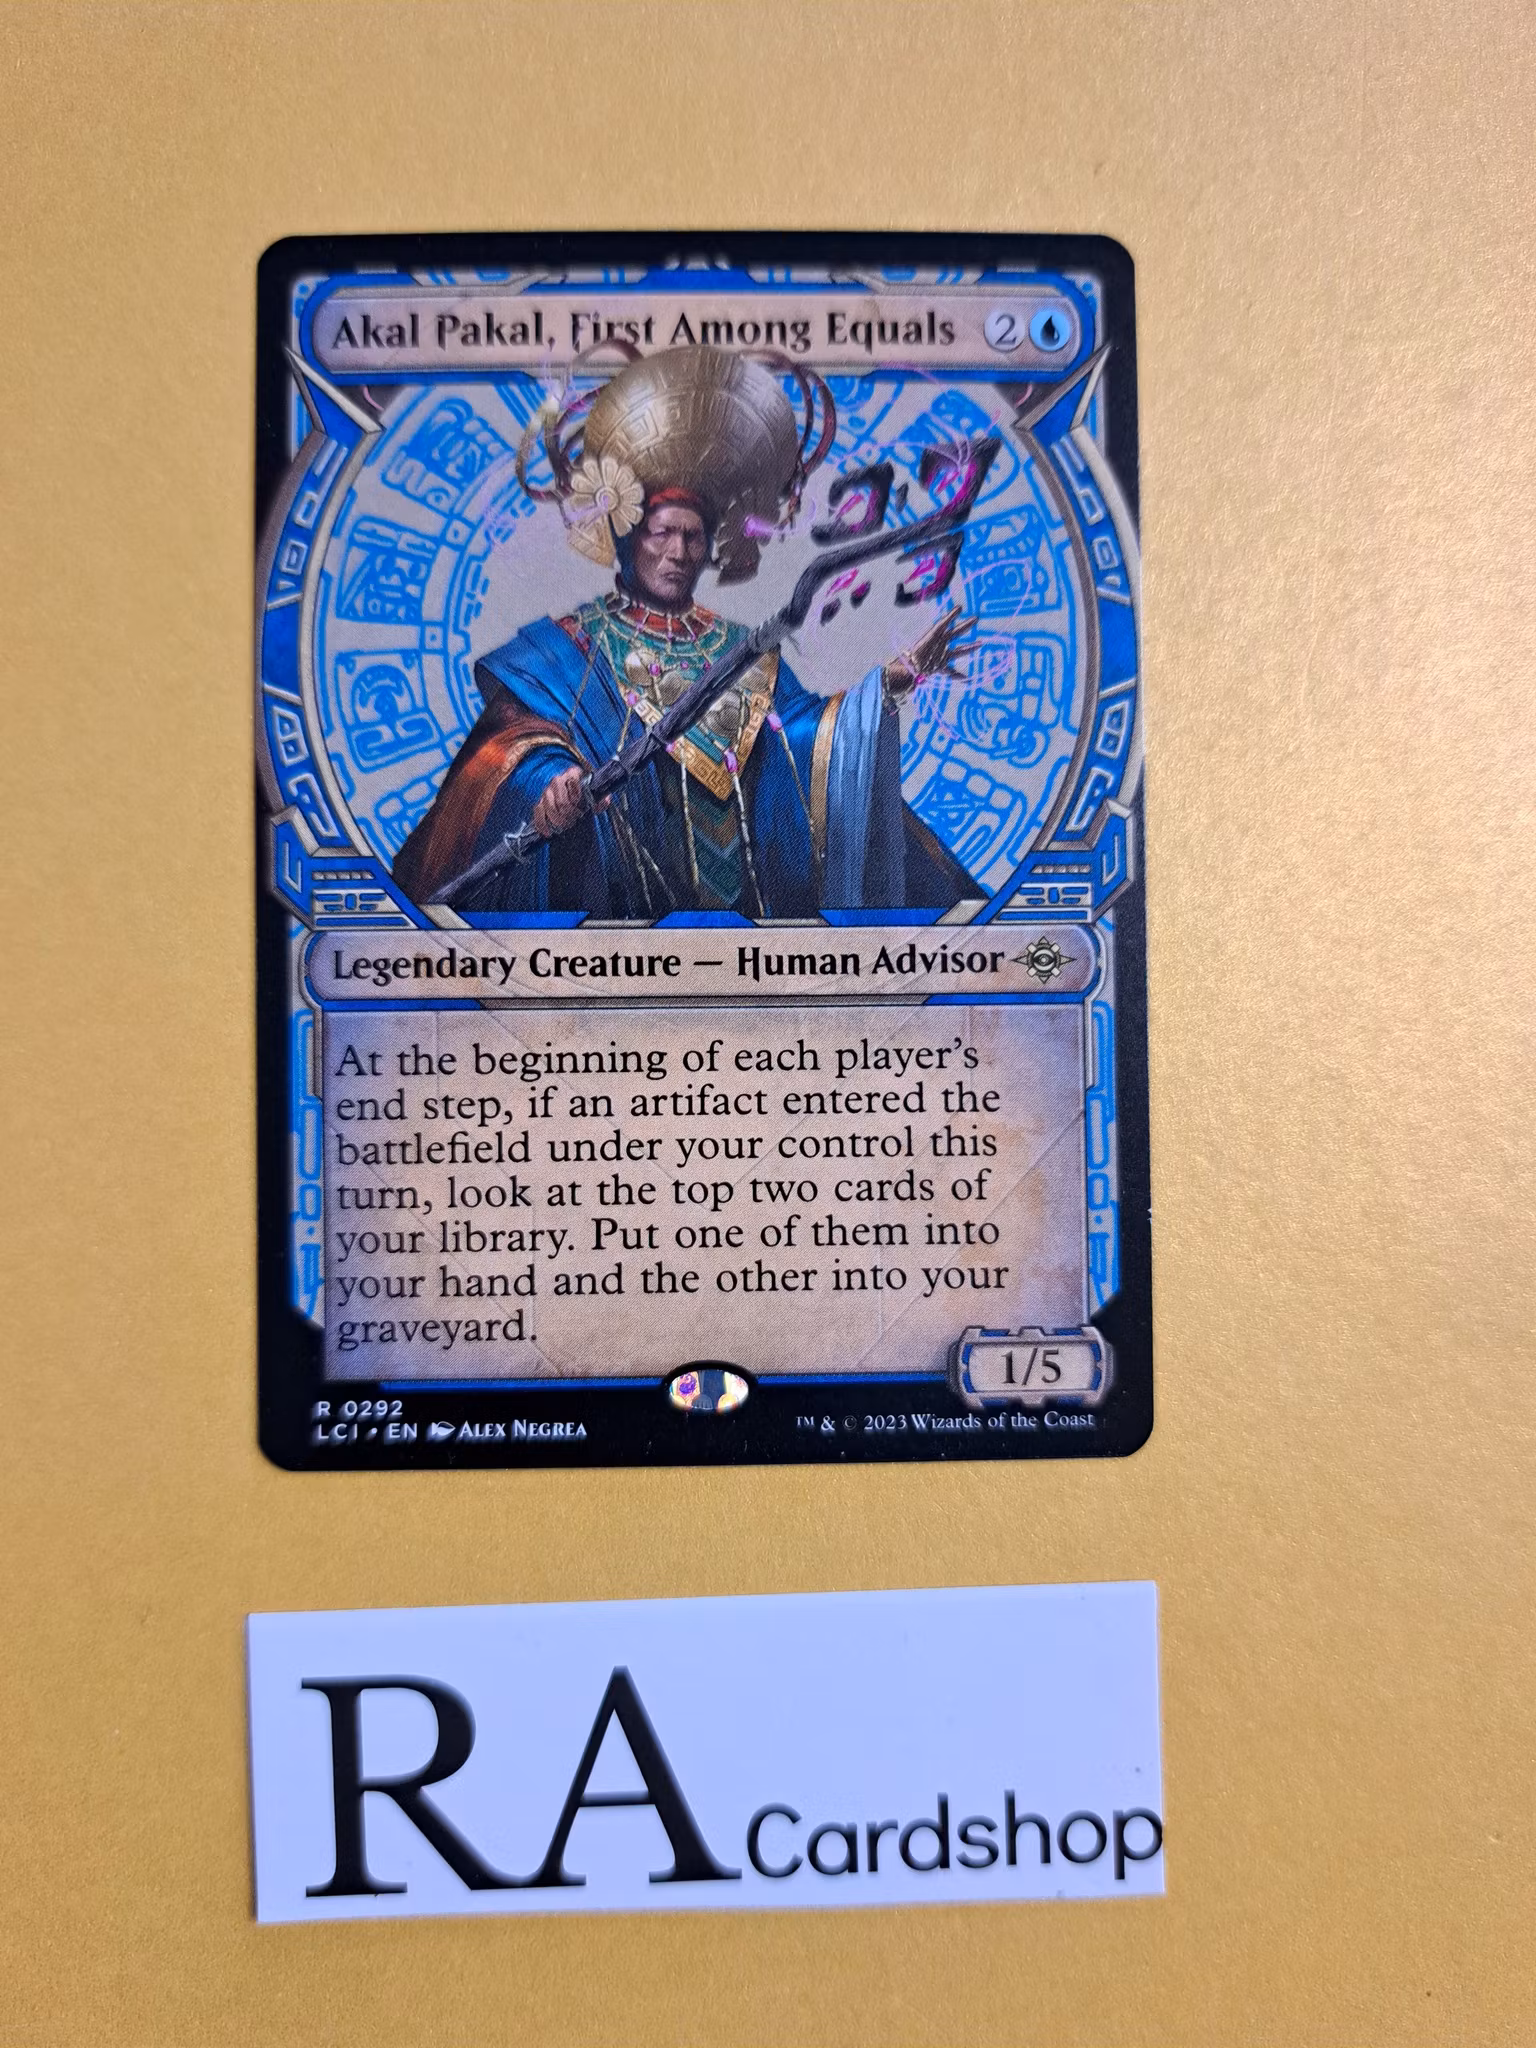 Akal Pakal, First Among Equals 2
Legendary Creature — Human Advisor
At the beginning of each player's
end step, if an artifact entered the
battlefield under your control this
turn, look at the top two cards of
your library. Put one of them into
your hand and the other into your
graveyard.
1/5
R 0292
LCI • EN ALEX NEGREA
™ & © 2023 Wizards of the Coast
RA Cardshop